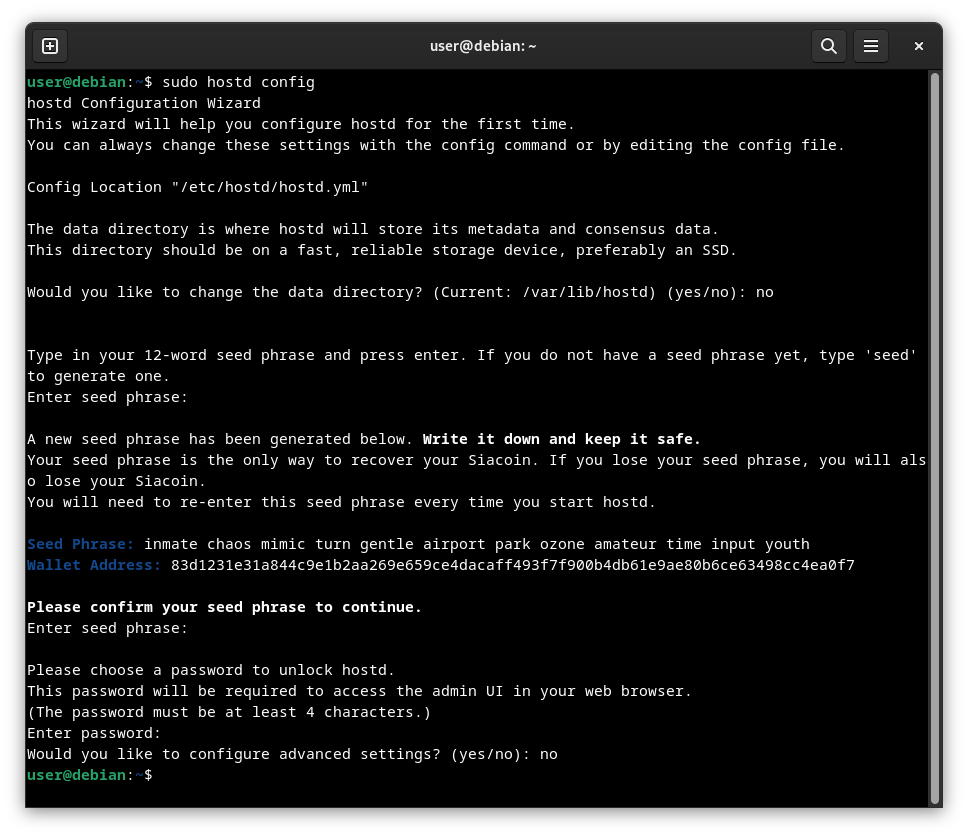 user@debian: ~
user@debian:~$ sudo hostd config
hostd Configuration Wizard
This wizard will help you configure hostd for the first time.
You can always change these settings with the config command or by editing the config file.
Config Location "/etc/hostd/hostd.yml"
The data directory is where hostd will store its metadata and consensus data.
This directory should be on a fast, reliable storage device, preferably an SSD.
Would you like to change the data directory? (Current: /var/lib/hostd) (yes/no): no
Type in your 12-word seed phrase and press enter. If you do not have a seed phrase yet, type 'seed'
to generate one.
Enter seed phrase:
A new seed phrase has been generated below. Write it down and keep it safe.
Your seed phrase is the only way to recover your Siacoin. If you lose your seed phrase, you will als
o lose your Siacoin.
You will need to re-enter this seed phrase every time you start hostd.
Seed Phrase: inmate chaos mimic turn gentle airport park ozone amateur time input youth
Wallet Address: 83d1231e31a844c9e1b2aa269e659ce4dacaff493f7f900b4db61e9ae80b6ce63498cc4ea0f7
Please confirm your seed phrase to continue.
Enter seed phrase:
Please choose a password to unlock hostd.
This password will be required to access the admin UI in your web browser.
(The password must be at least 4 characters.)
Enter password:
Would you like to configure advanced settings? (yes/no): no
user@debian:~$